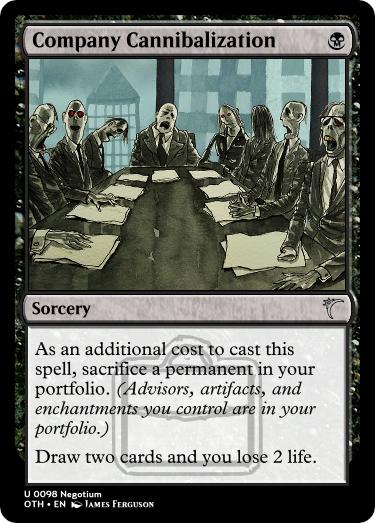 Company Cannibalization
Sorcery
As an additional cost to cast this
spell, sacrifice a permanent in your
portfolio. (Advisors, artifacts, and
enchantments you control are in your
portfolio.)
Draw two cards and you lose 2 life.
U 0098 Negotium
OTH • EN James Ferguson